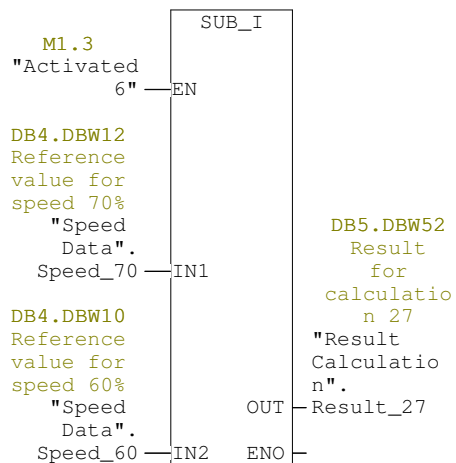 SUB_I
M1.3
"Activated
6"
EN
DB4.DBW12
Reference
value for
speed 70%
"Speed
Data".
Speed_70
IN1
DB4.DBW10
Reference
value for
speed 60%
"Speed
Data".
Speed_60
IN2
DB5.DBW52
Result
for
calculatio
n 27
"Result
Calculatio
n".
OUT
Result_27
ENO